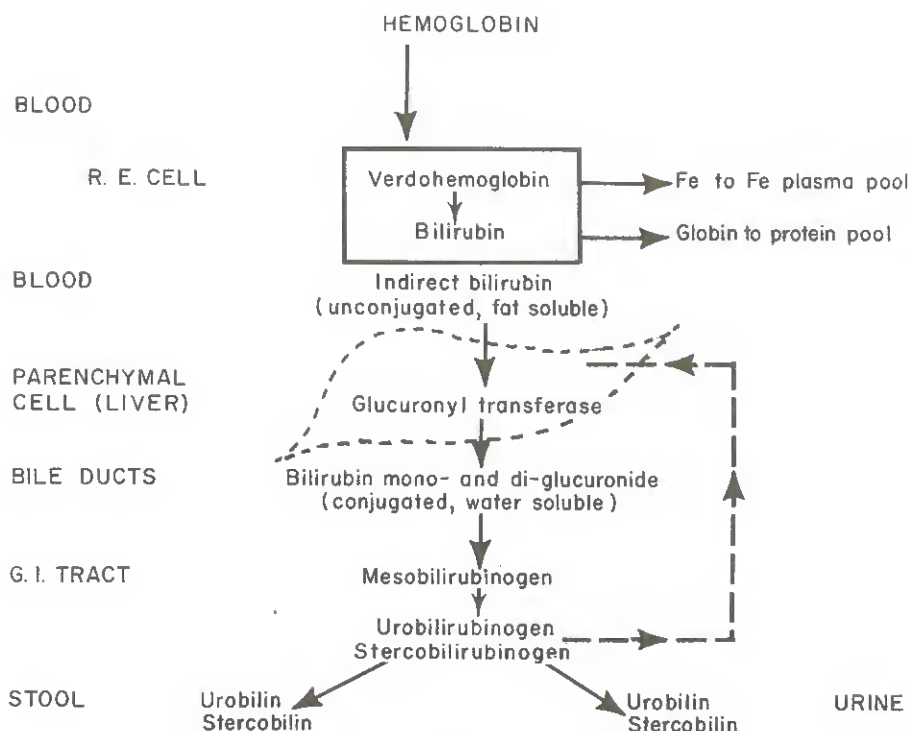 HEMOGLOBIN
BLOOD
R. E. CELL
Verdohemoglobin
Fe to Fe plasma pool
Bilirubin
Globin to protein pool
BLOOD
Indirect bilirubin
(unconjugated, fat soluble)
PARENCHYMAL
CELL (LIVER)
Glucuronyl transferase
BILE DUCTS
Bilirubin mono- and di-glucuronide
(conjugated, water soluble)
G. I. TRACT
Mesobilirubinogen
Urobilirubinogen
Stercobilirubinogen
STOOL
Urobilin
Stercobilin
Urobilin
Stercobilin
URINE